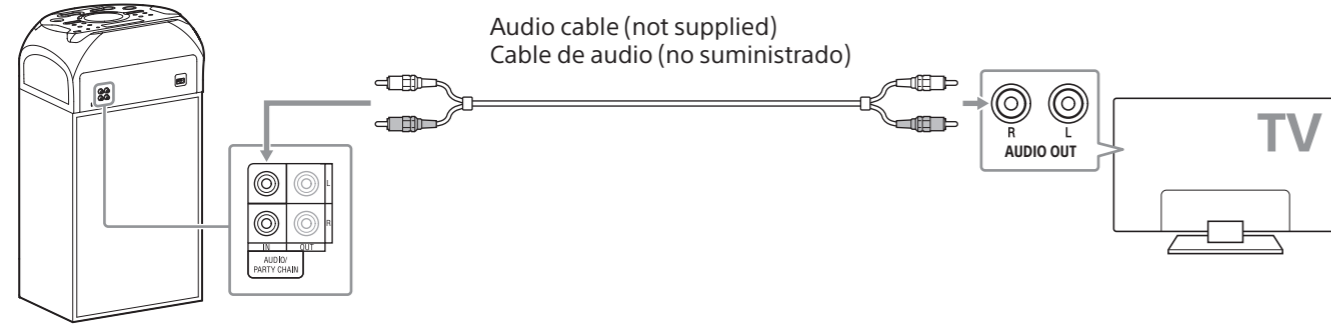 Audio cable (not supplied)
Cable de audio (no suministrado)
R L
AUDIO OUT
TV
L
R
IN OUT
AUDIO/
PARTY CHAIN